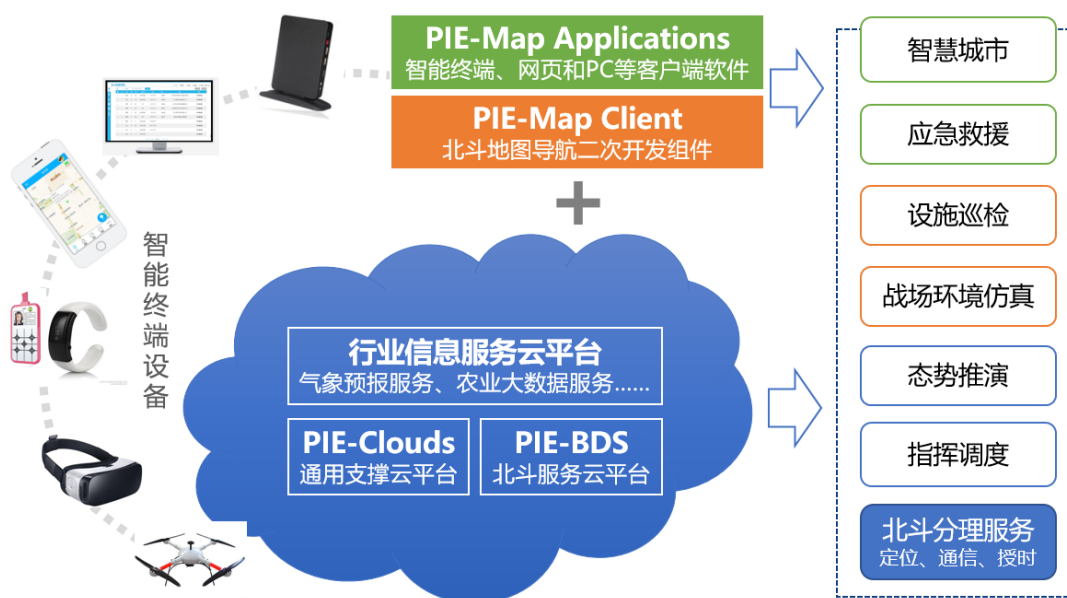 PIE-Map Applications
智能终端、网页和PC等客户端软件
PIE-Map Client
北斗地图导航二次开发组件
智能终端设备
行业信息服务云平台
气象预报服务、农业大数据服务……
PIE-Clouds
通用支撑云平台
PIE-BDS
北斗服务云平台
智慧城市
应急救援
设施巡检
战场环境仿真
态势推演
指挥调度
北斗分理服务
定位、通信、授时